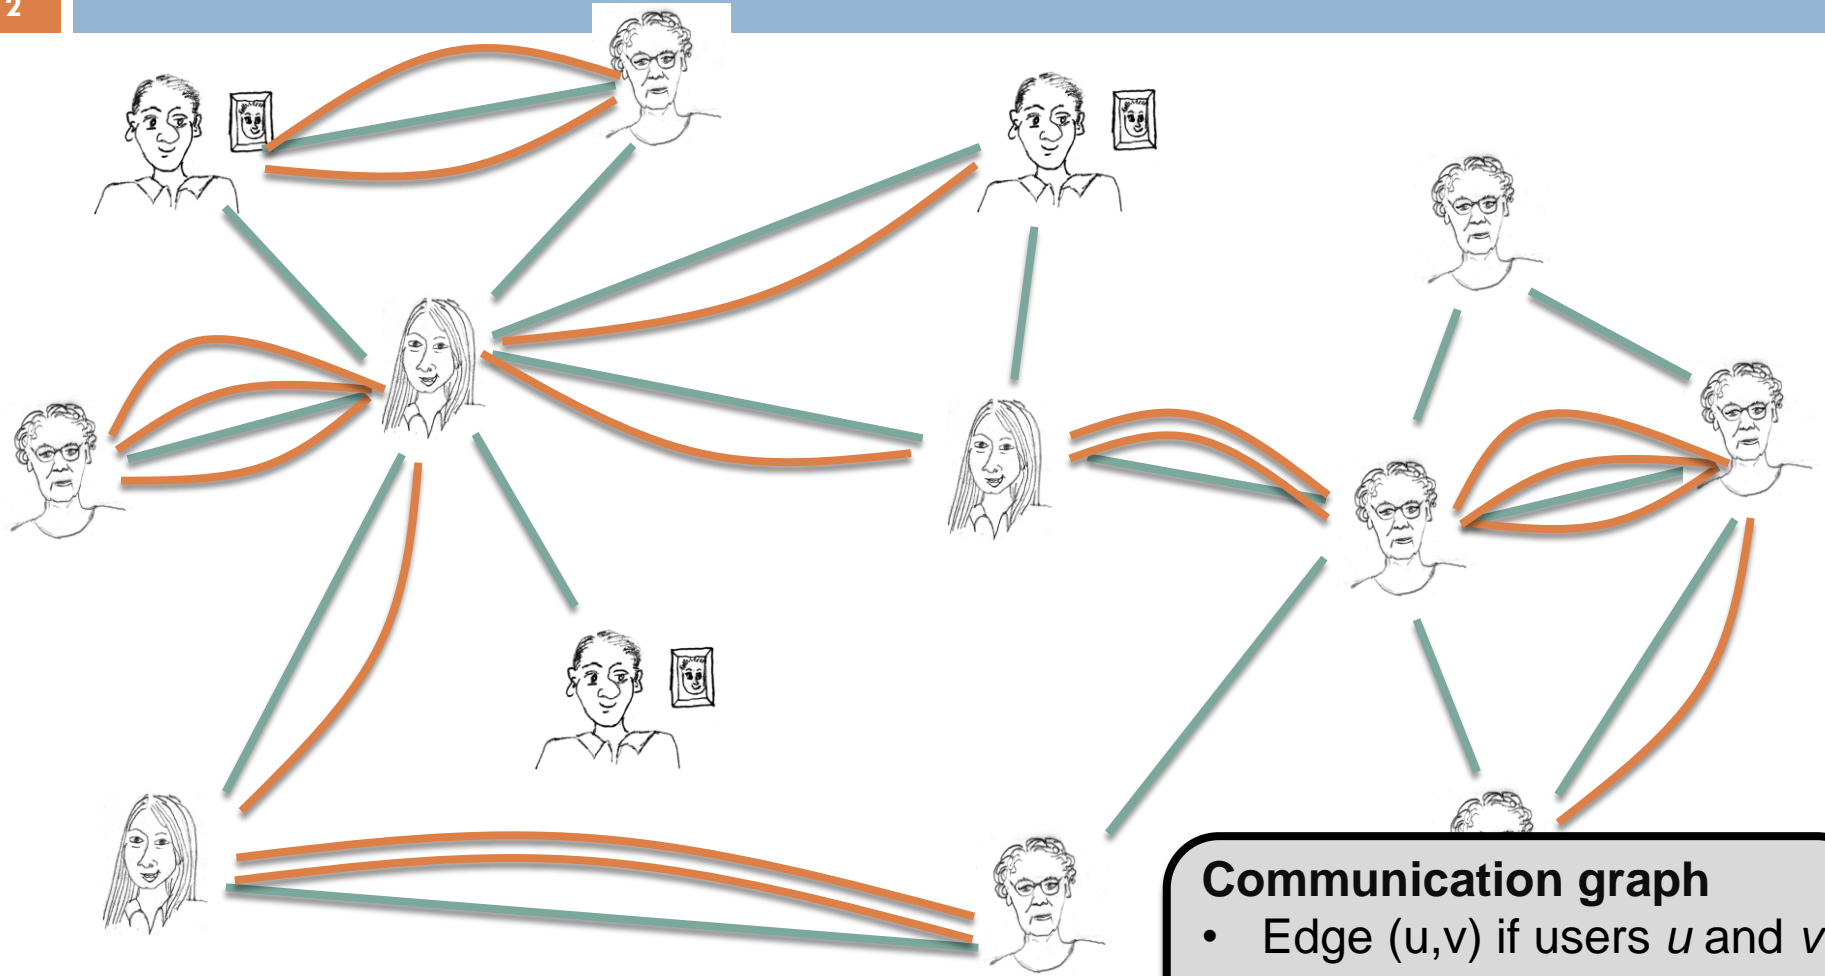 2
Communication graph
• Edge (u,v) if users u and v